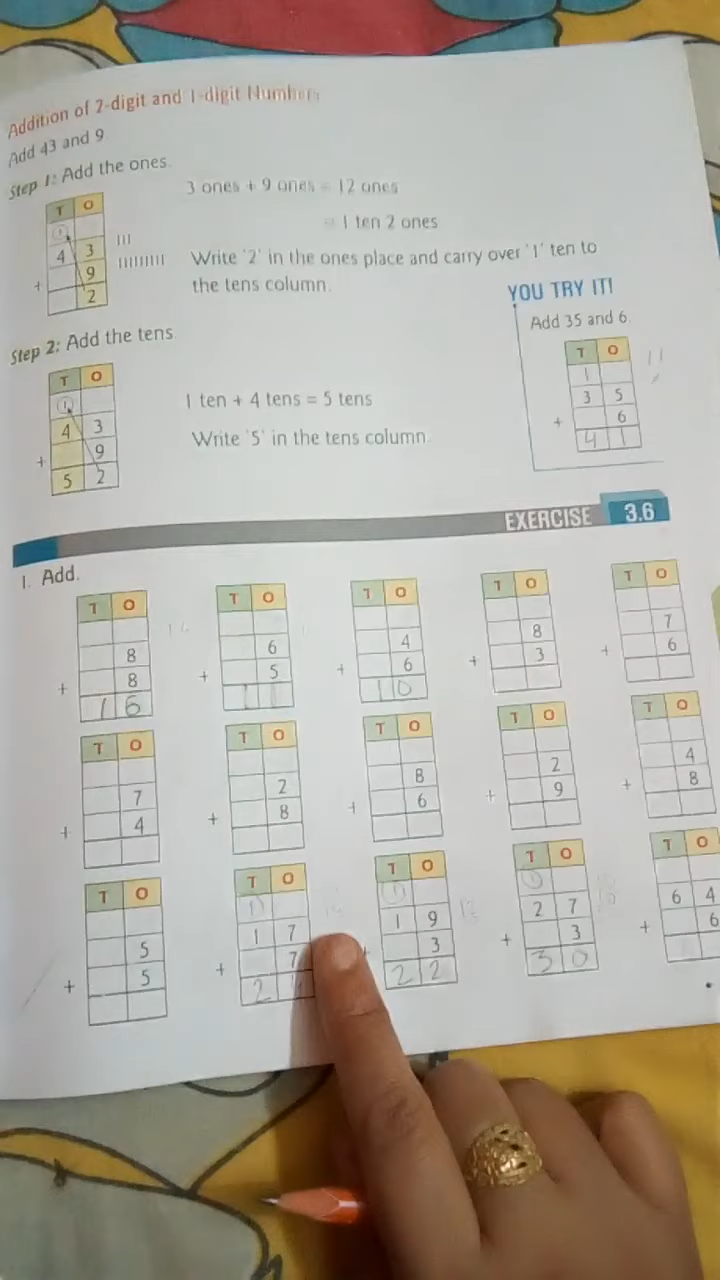 Addition of 2-digit and 1-digit Numbers
Add 43 and 9.
Step 1: Add the ones.
3 ones + 9 ones = 12 ones
= 1 ten 2 ones
Write '2' in the ones place and carry over '1' ten to
the tens column.
T O
1
4 3
+ 9
2
YOU TRY IT!
Add 35 and 6.
T O
1
3 5
+ 6
4 1
11
Step 2: Add the tens
T O
1
4 3
+ 9
5 2
1 ten + 4 tens = 5 tens
Write '5' in the tens column.
EXERCISE 3.6
1. Add.
T O T O T O T O T O
8 6 4 8 7
+ 8 + 5 + 6 + 3 + 6
16 11 10
T O T O T O T O T O
7 2 8 2 4
+ 4 + 8 + 6 + 9 + 8
T O T O T O T O T O
1 1 1
5 1 7 1 9 2 7 6 4
+ 5 + 7 + 3 + 3 + 6
2 2 2 3 0